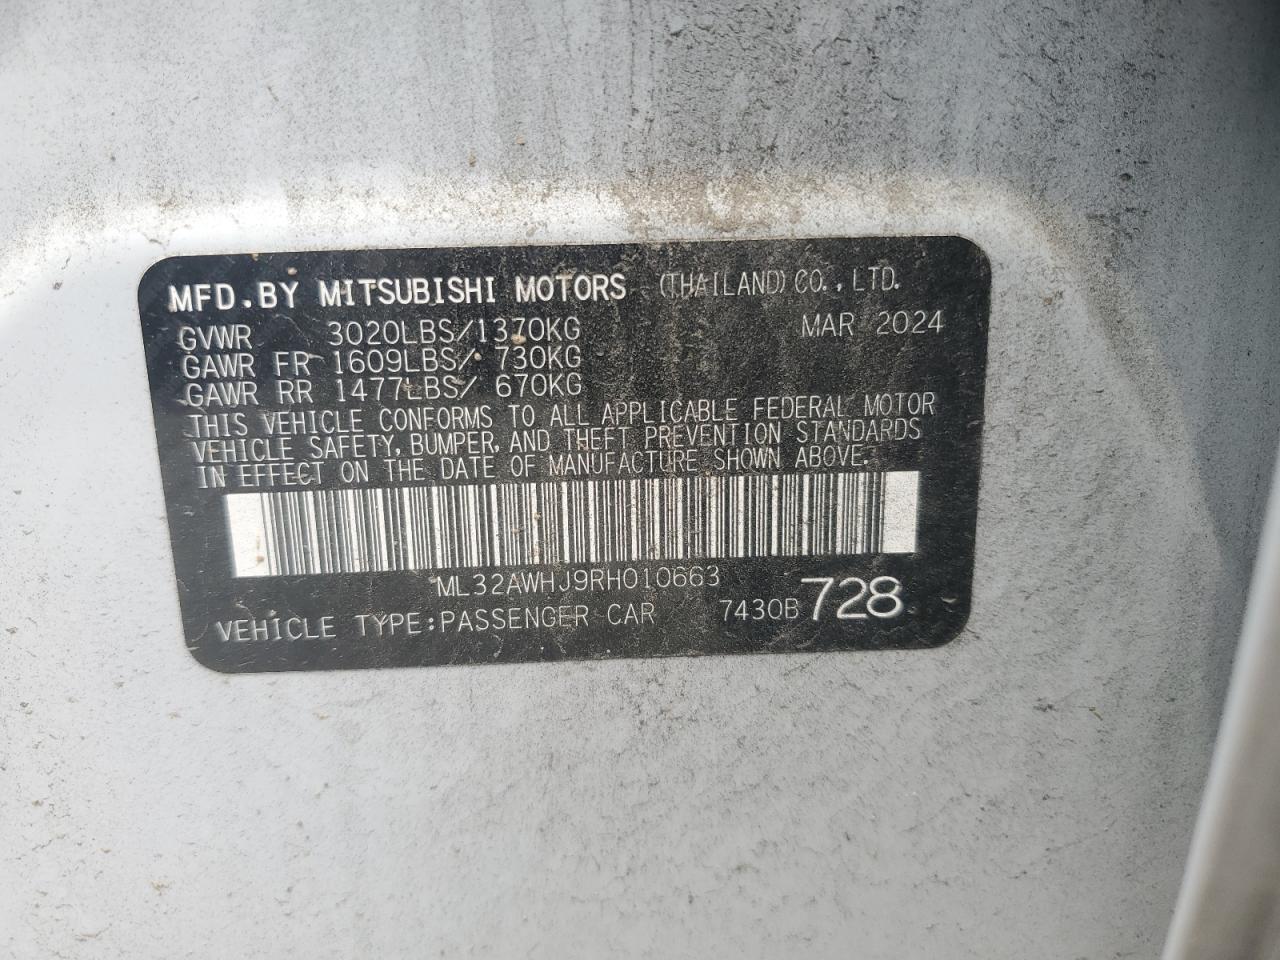 MFD.BY MITSUBISHI MOTORS (THAILAND) CO., LTD.
GVWR 3020LBS/1370KG MAR 2024
GAWR FR 1609LBS/ 730KG
GAWR RR 1477LBS/ 670KG
THIS VEHICLE CONFORMS TO ALL APPLICABLE FEDERAL MOTOR
VEHICLE SAFETY, BUMPER, AND THEFT PREVENTION STANDARDS
IN EFFECT ON THE DATE OF MANUFACTURE SHOWN ABOVE.
ML32AWHJ9RH010663
VEHICLE TYPE:PASSENGER CAR 7430B 728